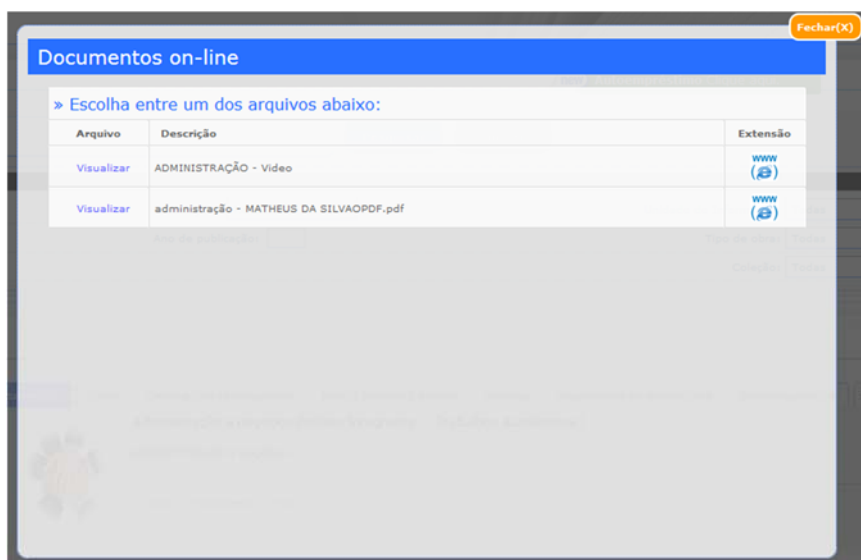 Fechar(X)
Documentos on-line
» Escolha entre um dos arquivos abaixo:
Arquivo Descrição Extensão
Visualizar ADMINISTRAÇÃO - Video www
Visualizar administração - MATHEUS DA SILVAOPDF.pdf www